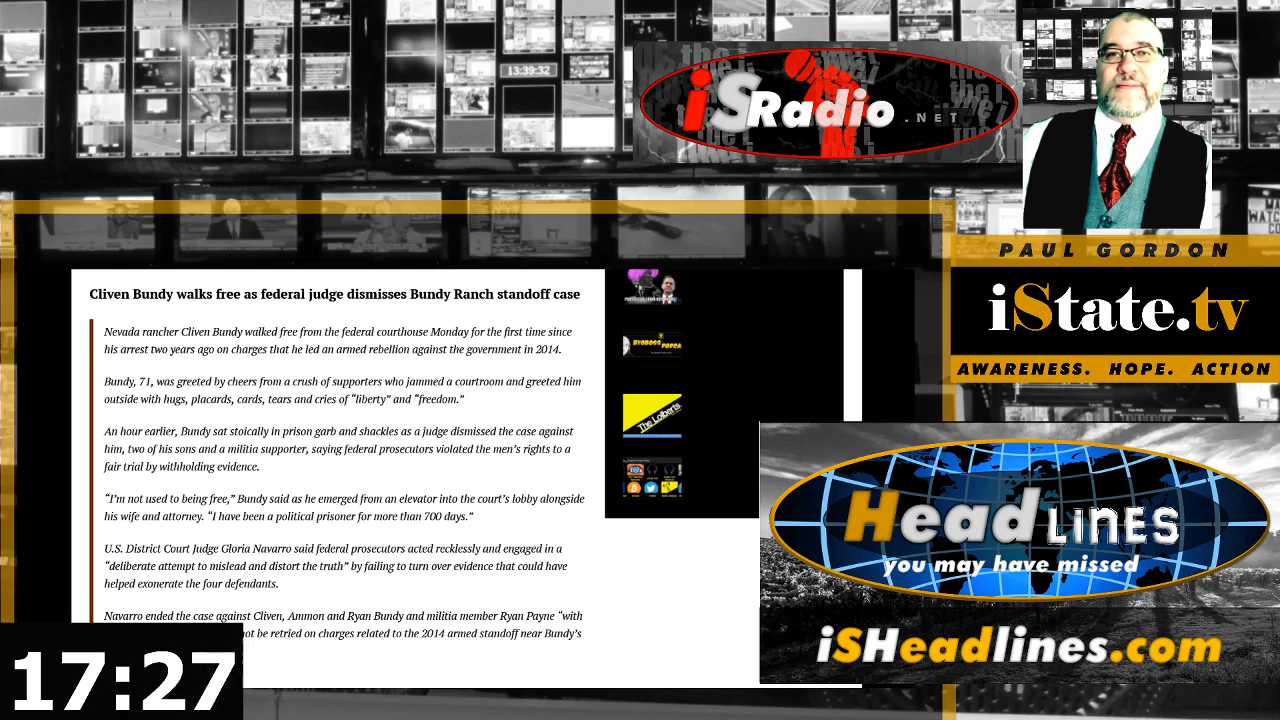 13:39:32
iSRadio.NET
PAUL GORDON
iState.tv
AWARENESS. HOPE. ACTION
Cliven Bundy walks free as federal judge dismisses Bundy Ranch standoff case
Nevada rancher Cliven Bundy walked free from the federal courthouse Monday for the first time since
his arrest two years ago on charges that he led an armed rebellion against the government in 2014.
Bundy, 71, was greeted by cheers from a crush of supporters who jammed a courtroom and greeted him
outside with hugs, placards, cards, tears and cries of “liberty” and “freedom.”
An hour earlier, Bundy sat stoically in prison garb and shackles as a judge dismissed the case against
him, two of his sons and a militia supporter, saying federal prosecutors violated the men’s rights to a
fair trial by withholding evidence.
“I’m not used to being free,” Bundy said as he emerged from an elevator into the court’s lobby alongside
his wife and attorney. “I have been a political prisoner for more than 700 days.”
U.S. District Court Judge Gloria Navarro said federal prosecutors acted recklessly and engaged in a
“deliberate attempt to mislead and distort the truth” by failing to turn over evidence that could have
helped exonerate the four defendants.
Navarro ended the case against Cliven, Ammon and Ryan Bundy and militia member Ryan Payne “with
not be retried on charges related to the 2014 armed standoff near Bundy’s
The Lolberts
HeadLINES
you may have missed
iSHeadlines.com
17:27